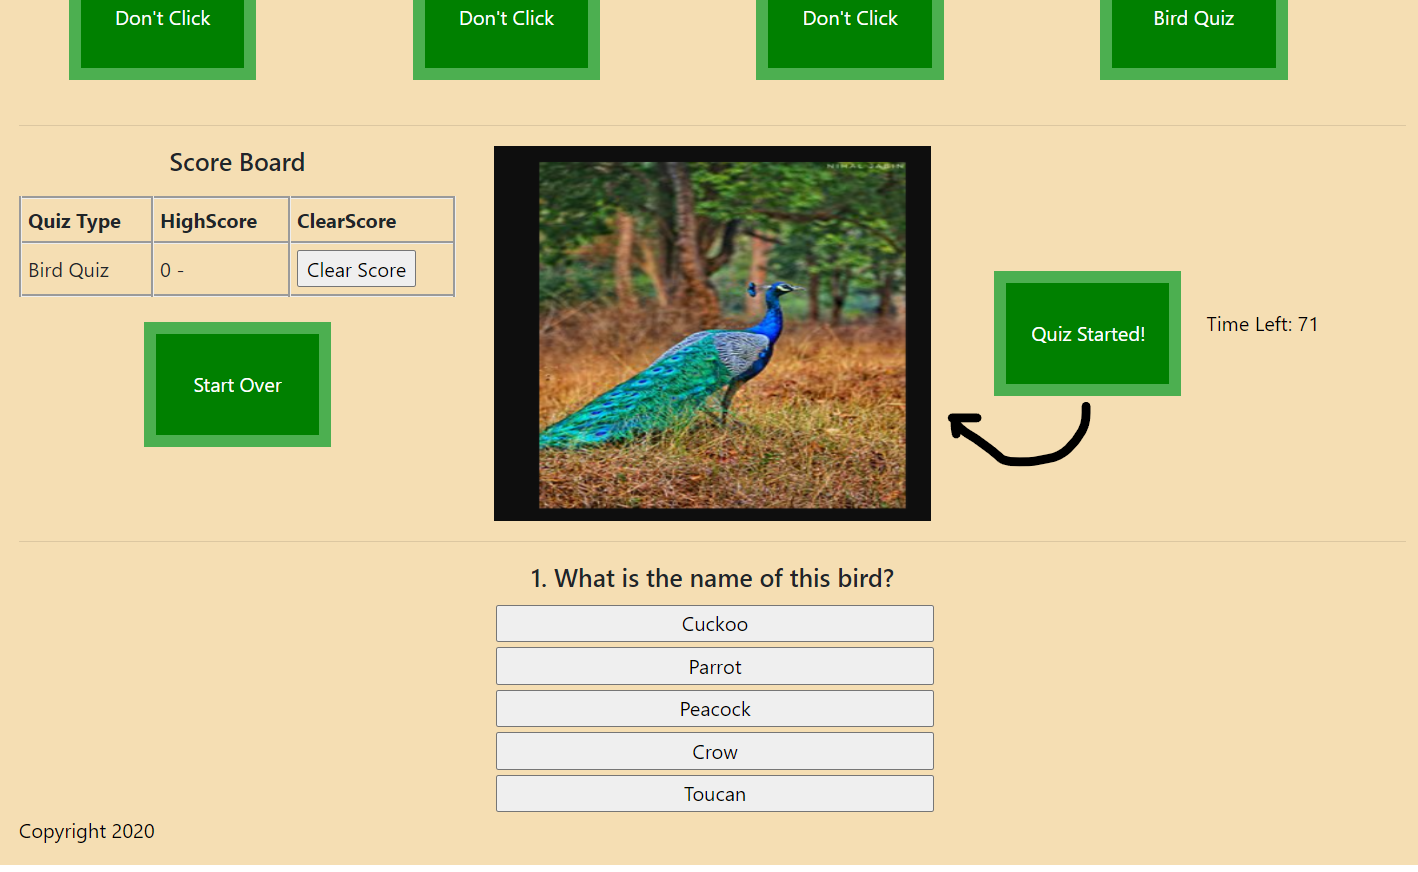 Don't Click
Don't Click
Don't Click
Bird Quiz
Score Board
Quiz Type HighScore ClearScore
Bird Quiz 0 - Clear Score
Start Over
NIMAL JASIN
Quiz Started!
Time Left: 71
1. What is the name of this bird?
Cuckoo
Parrot
Peacock
Crow
Toucan
Copyright 2020